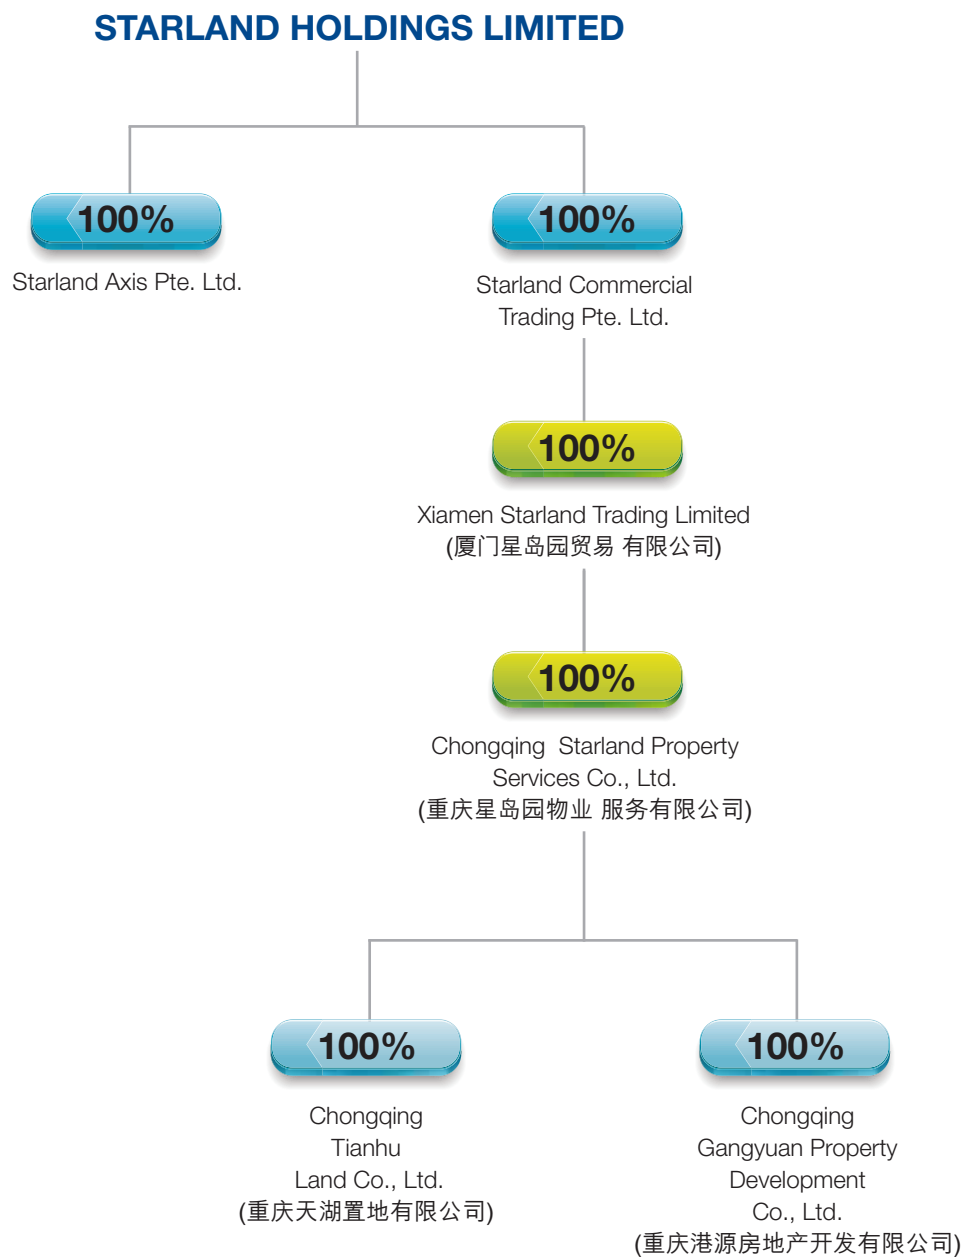 STARLAND HOLDINGS LIMITED
100%
Starland Axis Pte. Ltd.
100%
Starland Commercial
Trading Pte. Ltd.
100%
Xiamen Starland Trading Limited
(厦门星岛园贸易 有限公司)
100%
Chongqing Starland Property
Services Co., Ltd.
(重庆星岛园物业 服务有限公司)
100%
Chongqing
Tianhu
Land Co., Ltd.
(重庆天湖置地有限公司)
100%
Chongqing
Gangyuan Property
Development
Co., Ltd.
(重庆港源房地产开发有限公司)